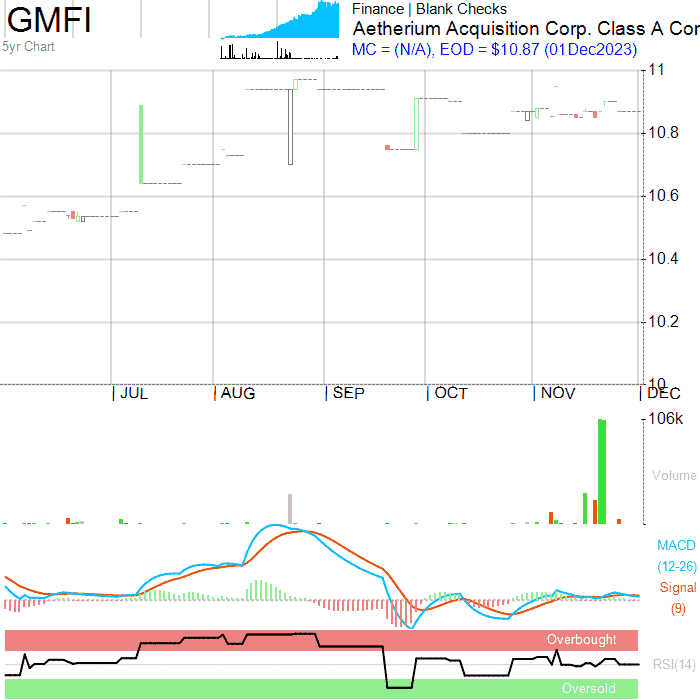 GMFI
5yr Chart
Finance | Blank Checks
Aetherium Acquisition Corp. Class A Cor
MC = (N/A), EOD = $10.87 (01Dec2023)
11
10.8
10.6
10.4
10.2
10
JUL AUG SEP OCT NOV DEC
106k
Volume
MACD
(12-26)
Signal
(9)
Overbought
RSI(14)
Oversold